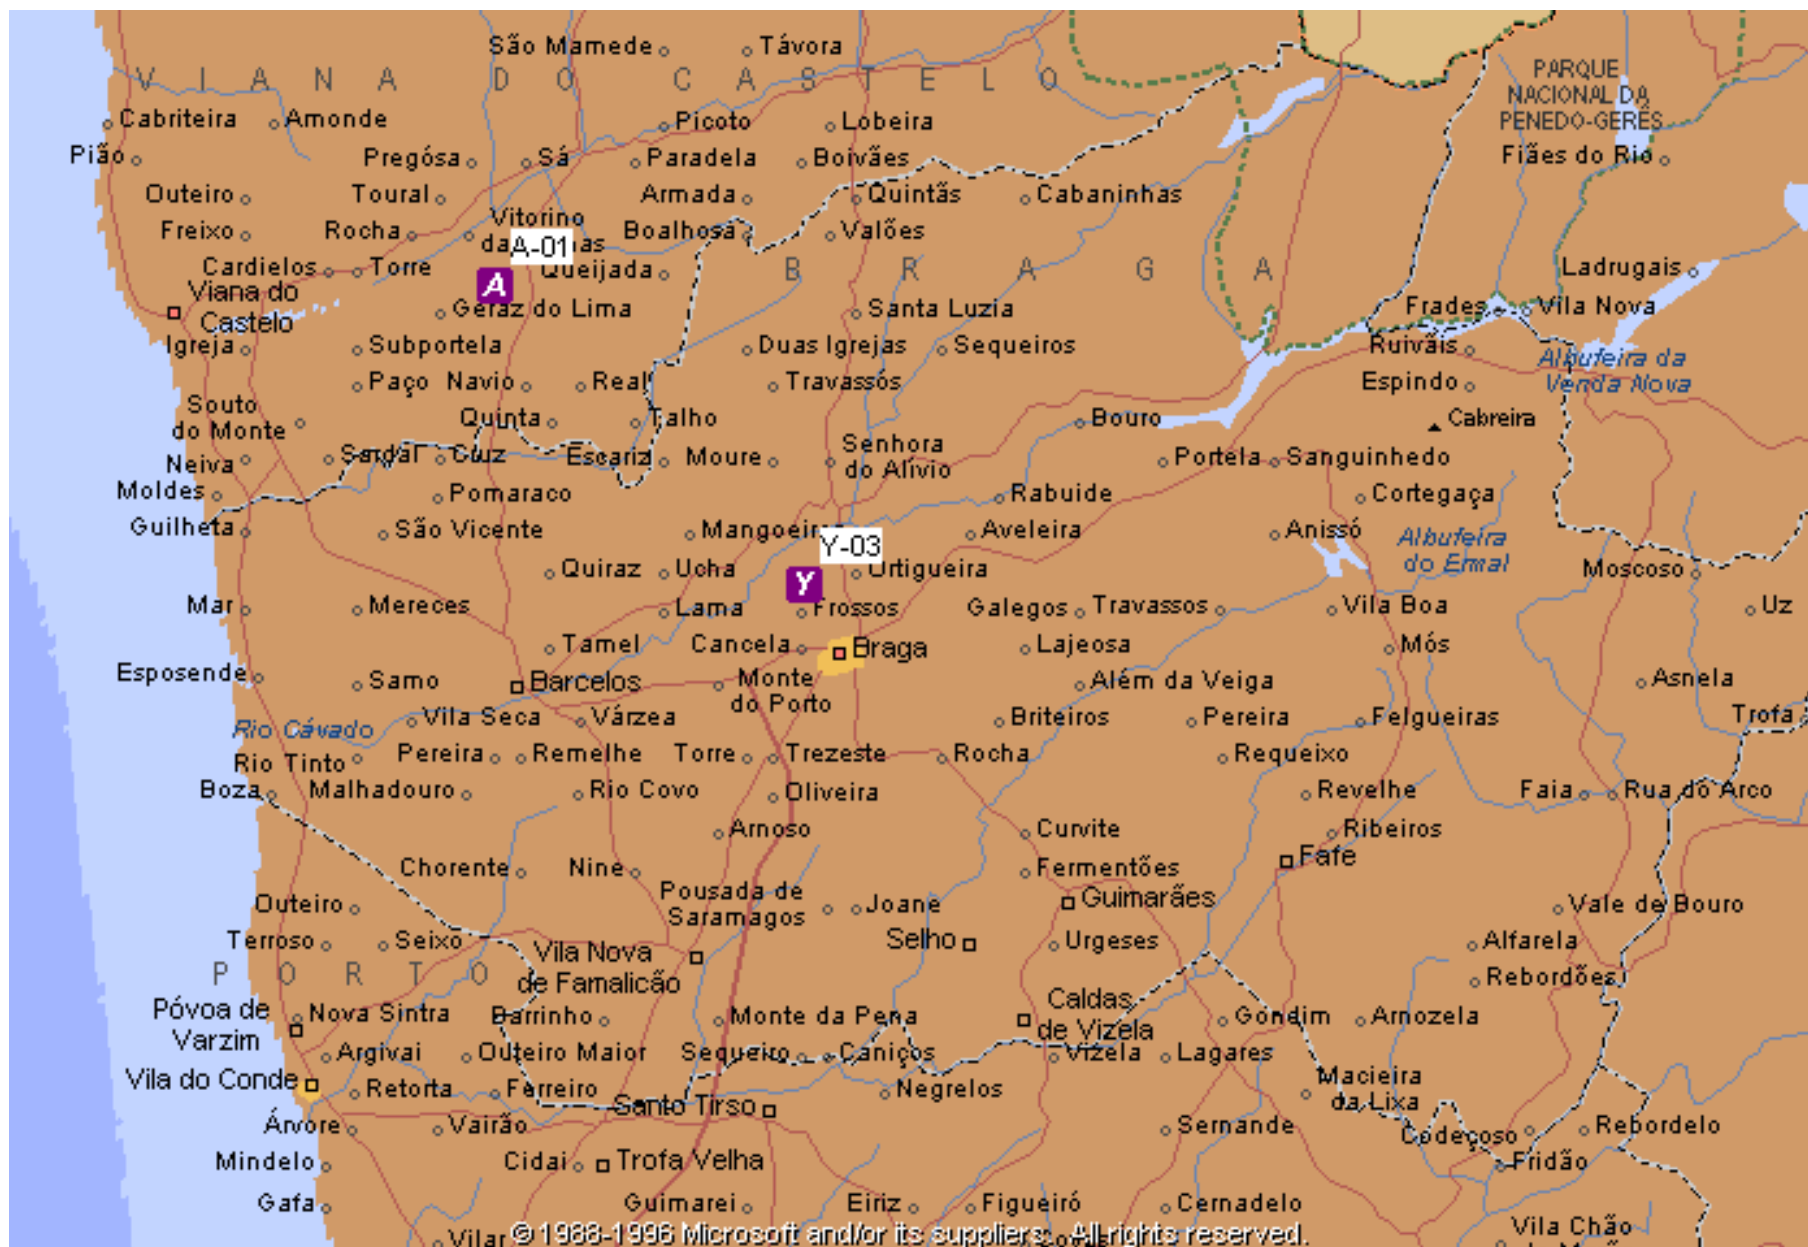 São Mamede
Távora
VIANA DO CASTELO
PARQUE
NACIONAL DA
PENEDO-GERÊS
Cabriteira
Amonde
Picoto
Lobeira
Pião
Pregósa
Sá
Paradela
Boivães
Fiães do Rio
Outeiro
Toural
Armada
Quintãs
Cabaninhas
Vitorino
Freixo
Rocha
A-01
Boalhosa
Valões
Cardielos
Torre
A
Queijada
BRAGA
Ladrugais
Viana do
Castelo
Geraz do Lima
Santa Luzia
Frades
Vila Nova
Igreja
Subportela
Duas Igrejas
Sequeiros
Ruivãis
Albufeira da
Venda Nova
Paço
Navio
Real
Travassós
Espindo
Souto
do Monte
Quinta
Talho
Bouro
Cabreira
Neiva
Sardal
Cruz
Escariz
Moure
Senhora
do Alívio
Portela
Sanguinhedo
Moldes
Pomaraco
Rabuide
Cortegaça
Guilheta
São Vicente
Aveleira
Anissó
Albufeira
do Ermal
Y-03
Quiraz
Ucha
Y
Urtigueira
Moscoso
Mar
Mereces
Lama
Frossos
Galegos
Travassos
Vila Boa
Uz
Tamel
Cancela
Braga
Lajeosa
Mós
Esposende
Samo
Barcelos
Monte
do Porto
Além da Veiga
Asnela
Rio Cávado
Vila Seca
Várzea
Briteiros
Pereira
Felgueiras
Trofa
Rio Tinto
Pereira
Remelhe
Torre
Trezeste
Rocha
Requeixo
Boza
Malhadouro
Rio Covo
Oliveira
Revelhe
Faia
Rua do Arco
Arnoso
Curvite
Ribeiros
Chorente
Nine
Fermentões
Fafe
Outeiro
Pousada de
Saramagos
Joane
Guimarães
Vale de Bouro
Terroso
Seixo
Vila Nova
de Famalicão
Selho
Urgeses
Alfarela
PORTO
Rebordões
Póvoa de
Varzim
Nova Sintra
Barrinho
Monte da Pena
Caldas
de Vizela
Gondim
Arnozela
Argivai
Outeiro Maior
Sequeiro
Caniços
Vizela
Lagares
Vila do Conde
Retorta
Ferreiro
Negrelos
Macieira
da Lixa
Santo Tirso
Árvore
Vairão
Sernande
Codeçoso
Rebordelo
Mindelo
Cidai
Trofa Velha
Fridão
Gafa
Guimarei
Eiriz
Figueiró
Cernadelo
Vilar
© 1988-1996 Microsoft and/or its suppliers. All rights reserved.
Vila Chão